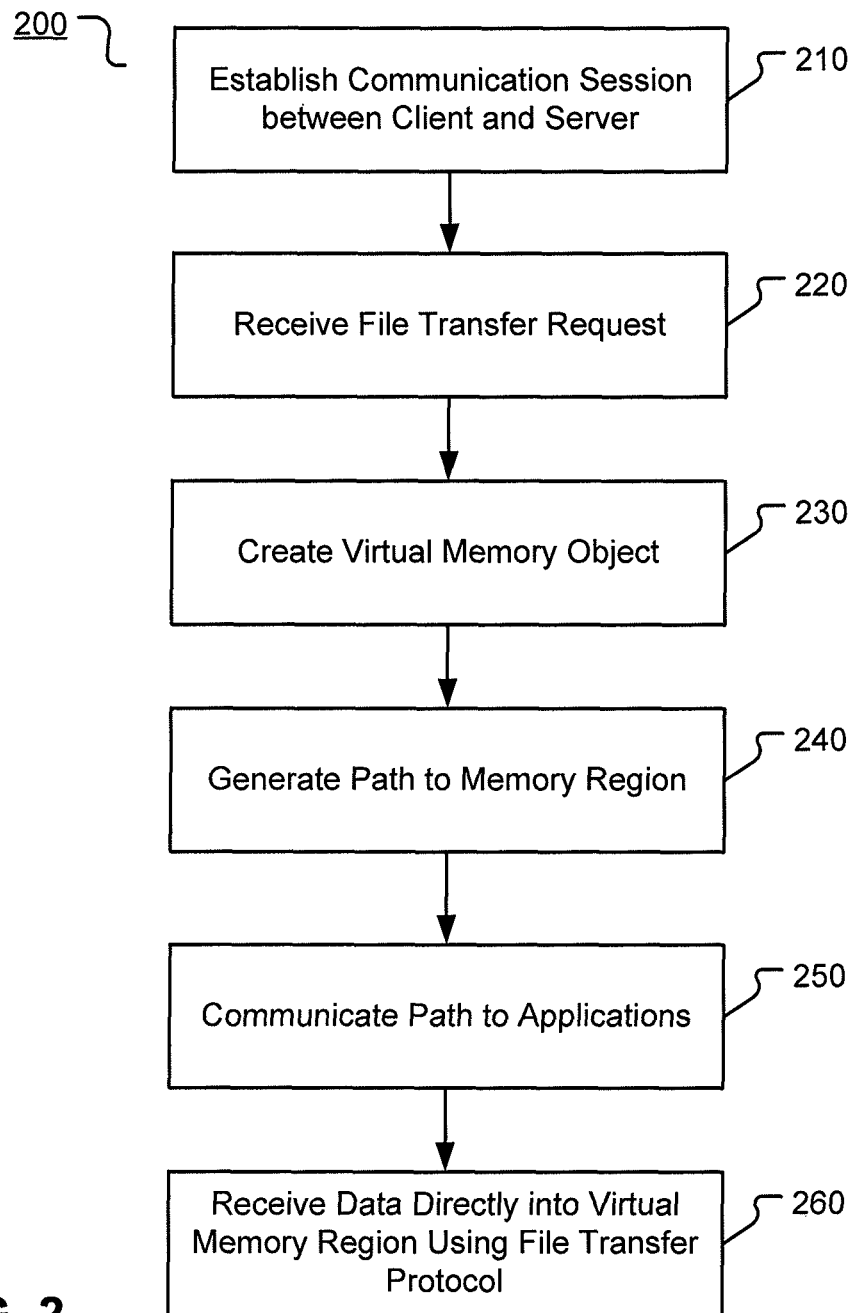 200
Establish Communication Session
between Client and Server
210
Receive File Transfer Request
220
Create Virtual Memory Object
230
Generate Path to Memory Region
240
Communicate Path to Applications
250
Receive Data Directly into Virtual
Memory Region Using File Transfer
Protocol
260
2